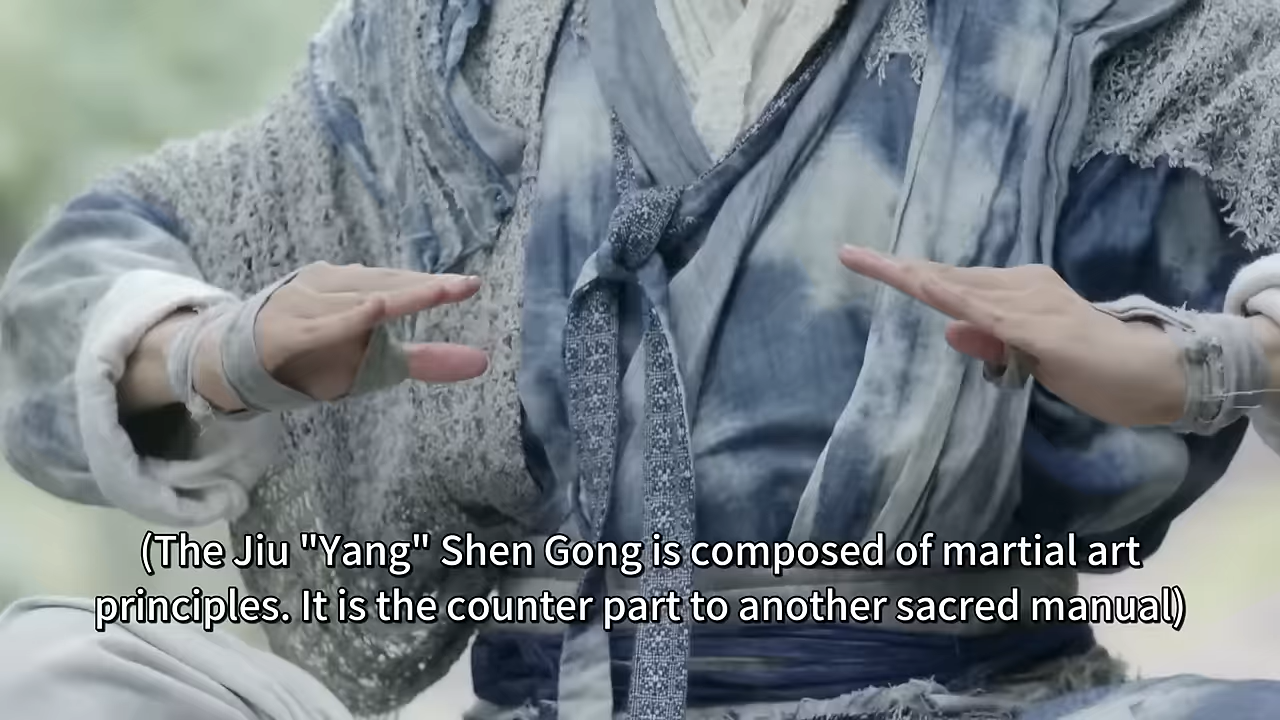 (The Jiu "Yang" Shen Gong is composed of martial art
principles. It is the counter part to another sacred manual)